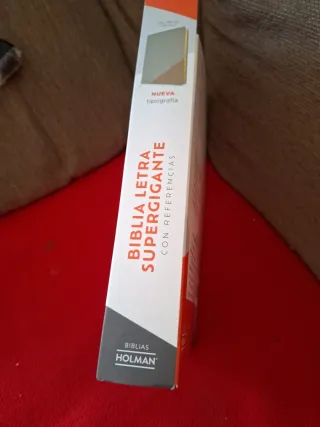 NUEVA
tipografía
BIBLIA LETRA
SUPERGIGANTE
CON REFERENCIAS
BIBLIAS
HOLMAN